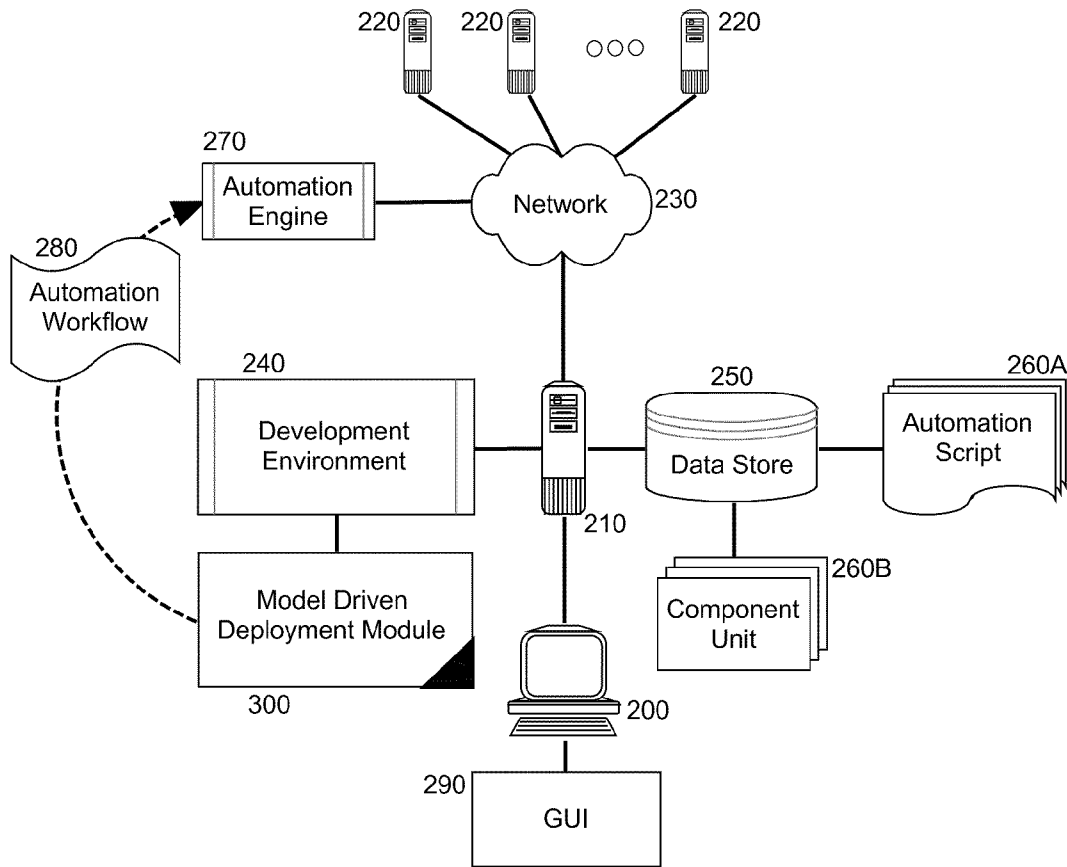 220
220
220
270
Automation
Engine
Network
230
280
Automation
Workflow
240
Development
Environment
250
Data Store
260A
Automation
Script
210
260B
Component
Unit
Model Driven
Deployment Module
300
200
290
GUI